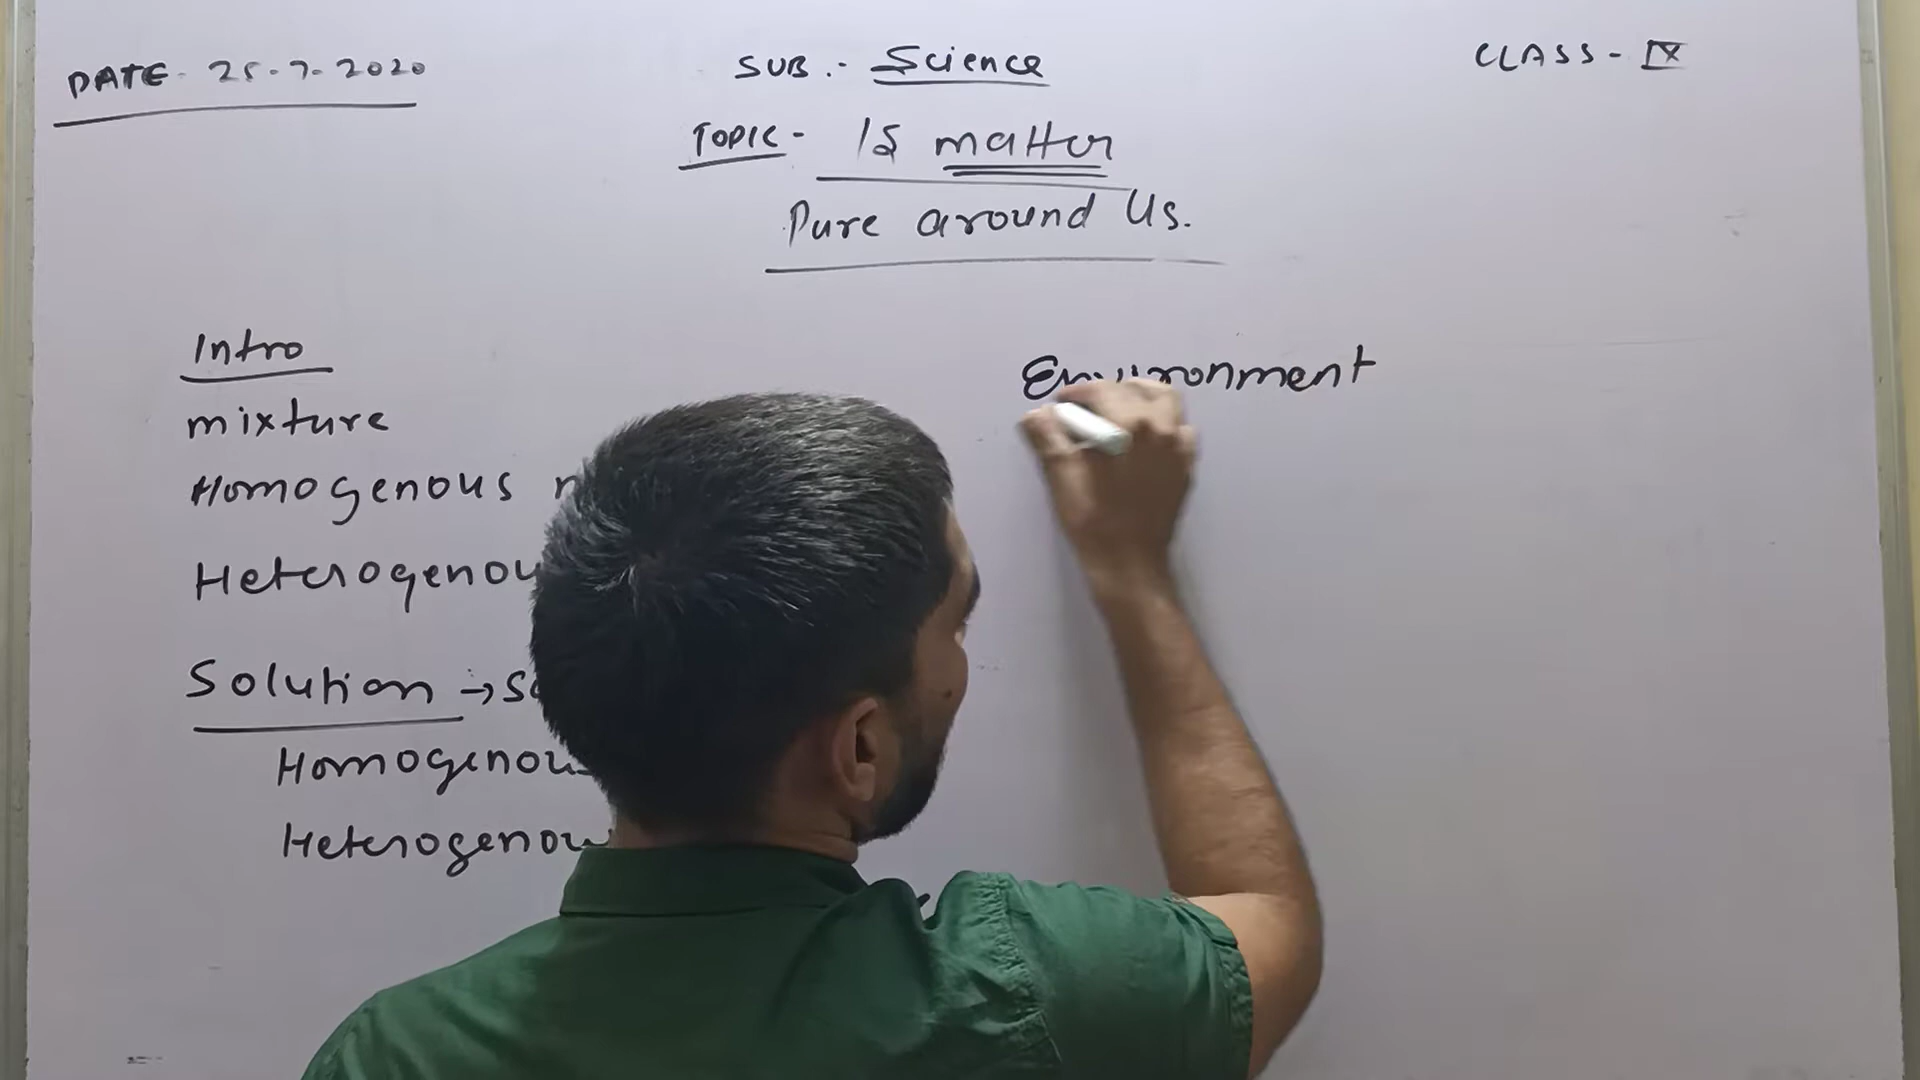 DATE - 25-7-2020
SUB.- Science
CLASS - IX
TOPIC - Is matter
Pure around Us.
Intro
mixture
Homogenous
Heterogenou
Solution →
Homogenous
Heterogenou
Environment